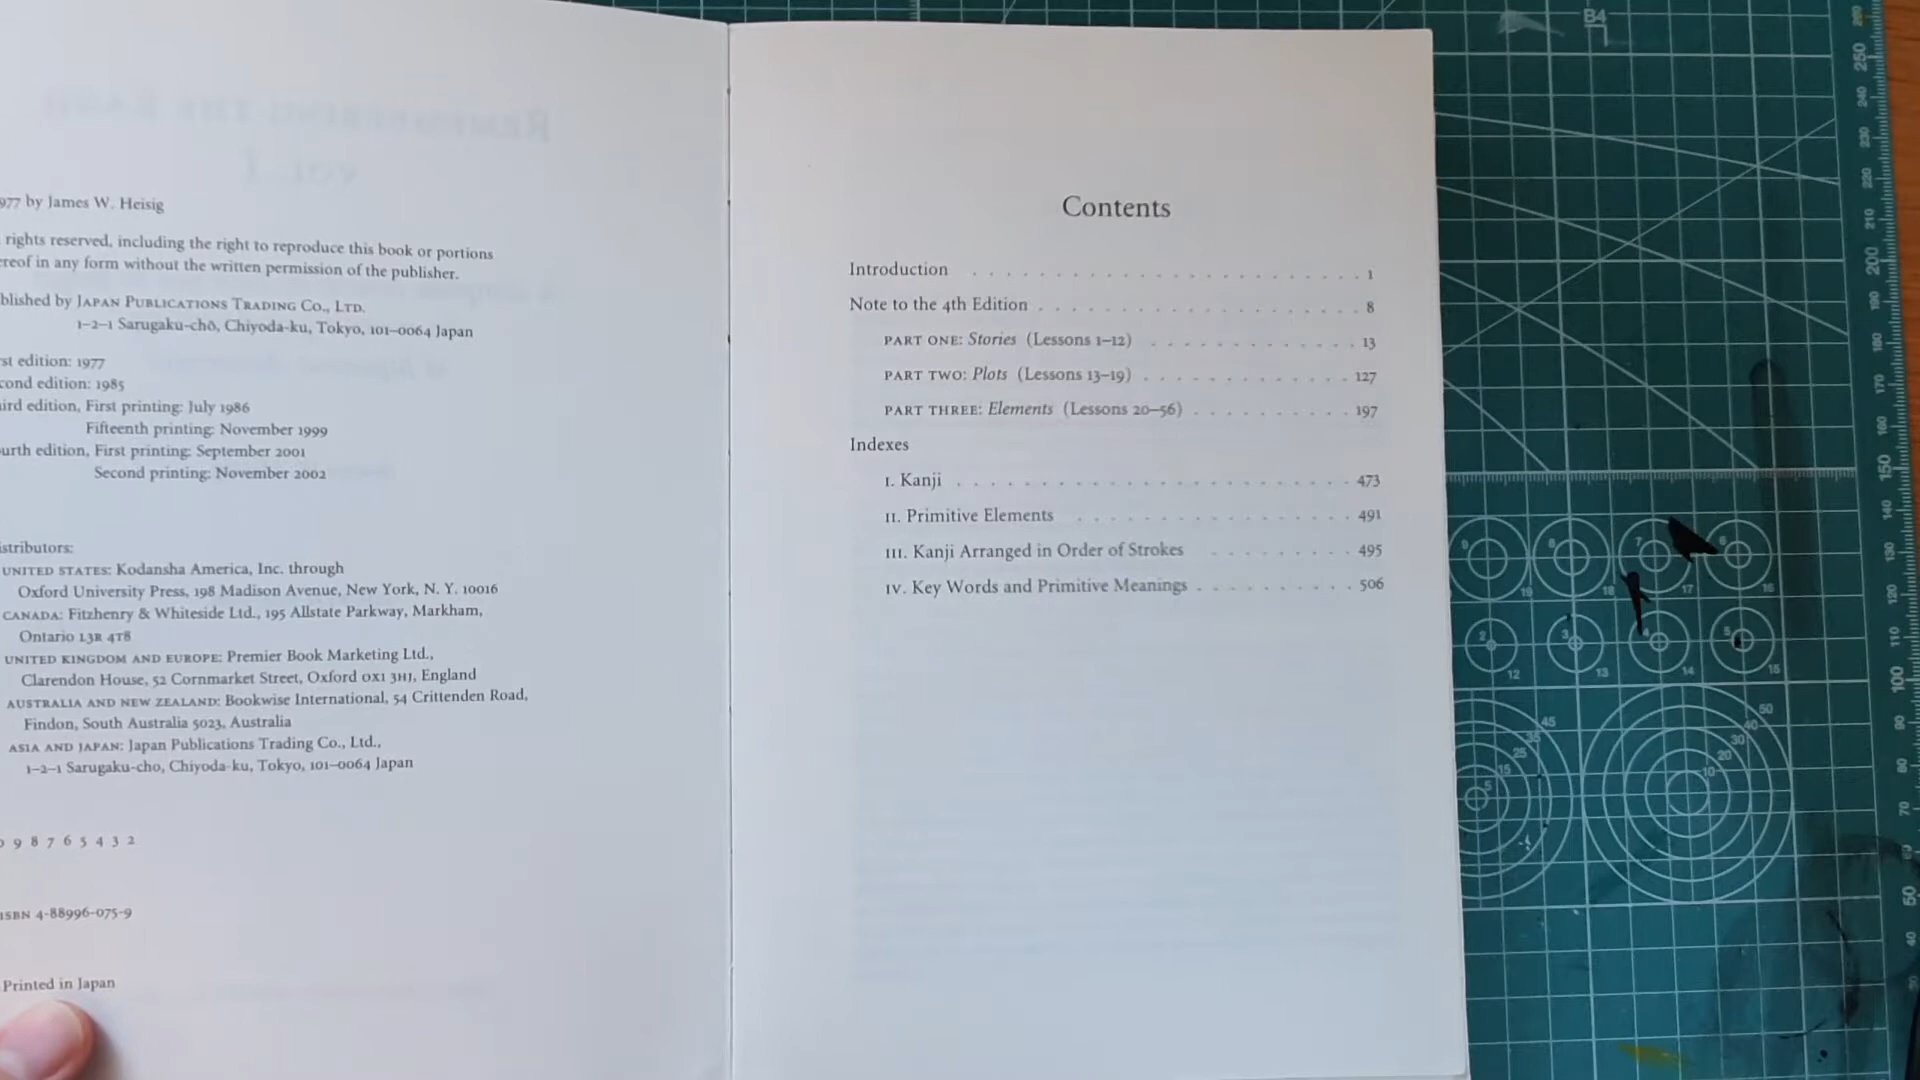 977 by James W. Heisig
rights reserved, including the right to reproduce this book or portions
ereof in any form without the written permission of the publisher.
blished by JAPAN PUBLICATIONS TRADING CO., LTD.
1–2–1 Sarugaku-chō, Chiyoda-ku, Tokyo, 101–0064 Japan
st edition: 1977
cond edition: 1985
ird edition, First printing: July 1986
Fifteenth printing: November 1999
urth edition, First printing: September 2001
Second printing: November 2002
istributors:
UNITED STATES: Kodansha America, Inc. through
Oxford University Press, 198 Madison Avenue, New York, N. Y. 10016
CANADA: Fitzhenry & Whiteside Ltd., 195 Allstate Parkway, Markham,
Ontario L3R 4T8
UNITED KINGDOM AND EUROPE: Premier Book Marketing Ltd.,
Clarendon House, 52 Cornmarket Street, Oxford OX1 3HJ, England
AUSTRALIA AND NEW ZEALAND: Bookwise International, 54 Crittenden Road,
Findon, South Australia 5023, Australia
ASIA AND JAPAN: Japan Publications Trading Co., Ltd.,
1–2–1 Sarugaku-cho, Chiyoda-ku, Tokyo, 101–0064 Japan
9 8 7 6 5 4 3 2
ISBN 4-88996-075-9
Printed in Japan
Contents
Introduction . . . . . . . . . . . . . . . . . . . 1
Note to the 4th Edition . . . . . . . . . . . . . . . . 8
PART ONE: Stories (Lessons 1–12) . . . . . . . . . . . 13
PART TWO: Plots (Lessons 13–19) . . . . . . . . . . . 127
PART THREE: Elements (Lessons 20–56) . . . . . . . . . 197
Indexes
I. Kanji . . . . . . . . . . . . . . . . . . . 473
II. Primitive Elements . . . . . . . . . . . . . . 491
III. Kanji Arranged in Order of Strokes . . . . . . . . 495
IV. Key Words and Primitive Meanings . . . . . . . . . 506
B4